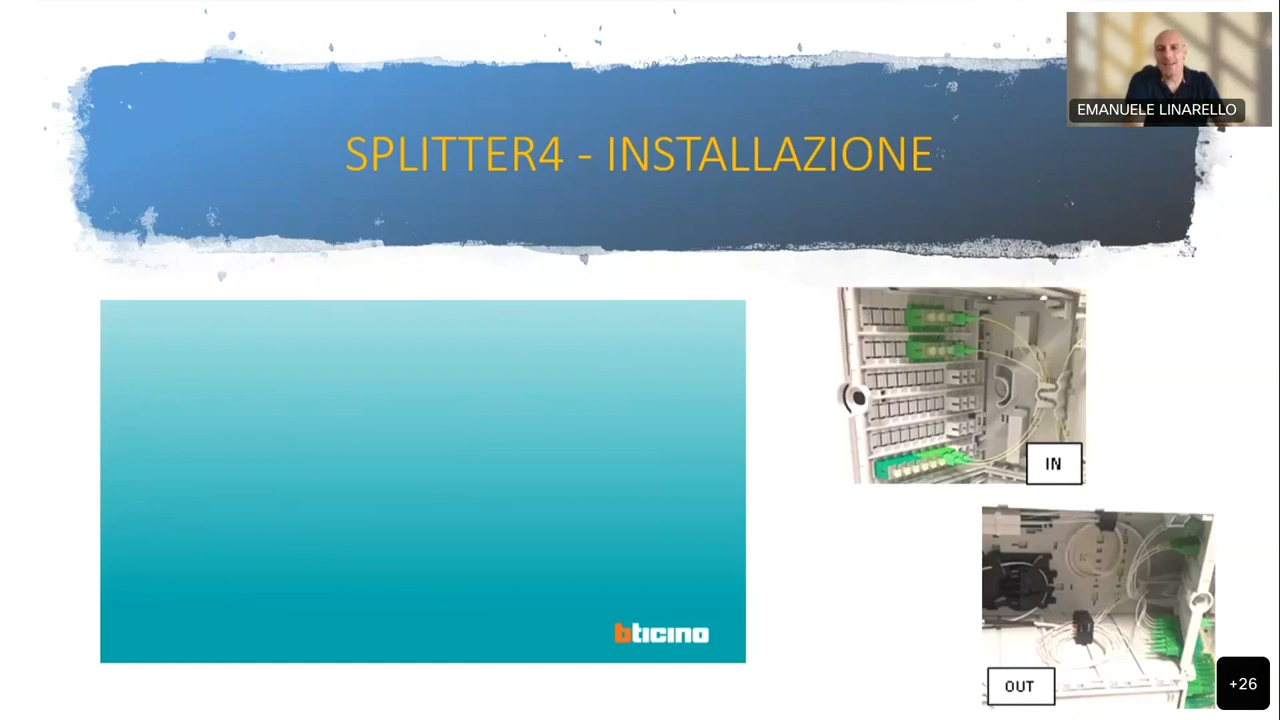 EMANUELE LINARELLO
SPLITTER4 - INSTALLAZIONE
IN
bticino
OUT
+26